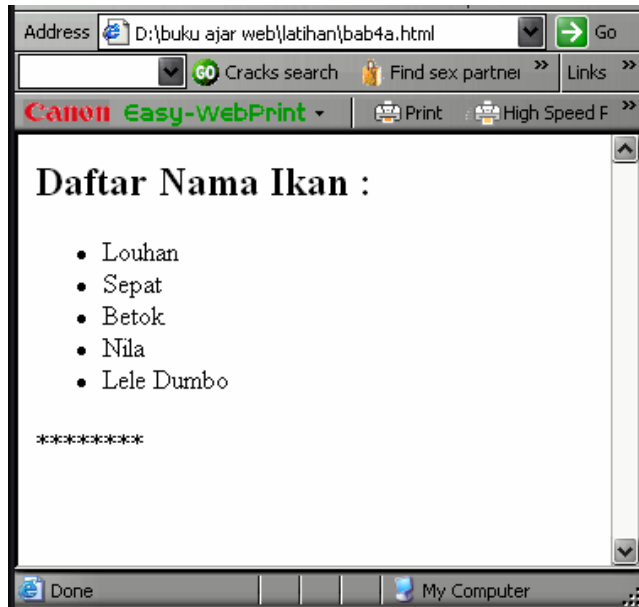 Address D:\buku ajar web\latihan\bab4a.html Go
GO Cracks search Find sex partner » Links »
Canon Easy-WebPrint Print High Speed P »
Daftar Nama Ikan :
• Louhan
• Sepat
• Betok
• Nila
• Lele Dumbo
********
Done My Computer